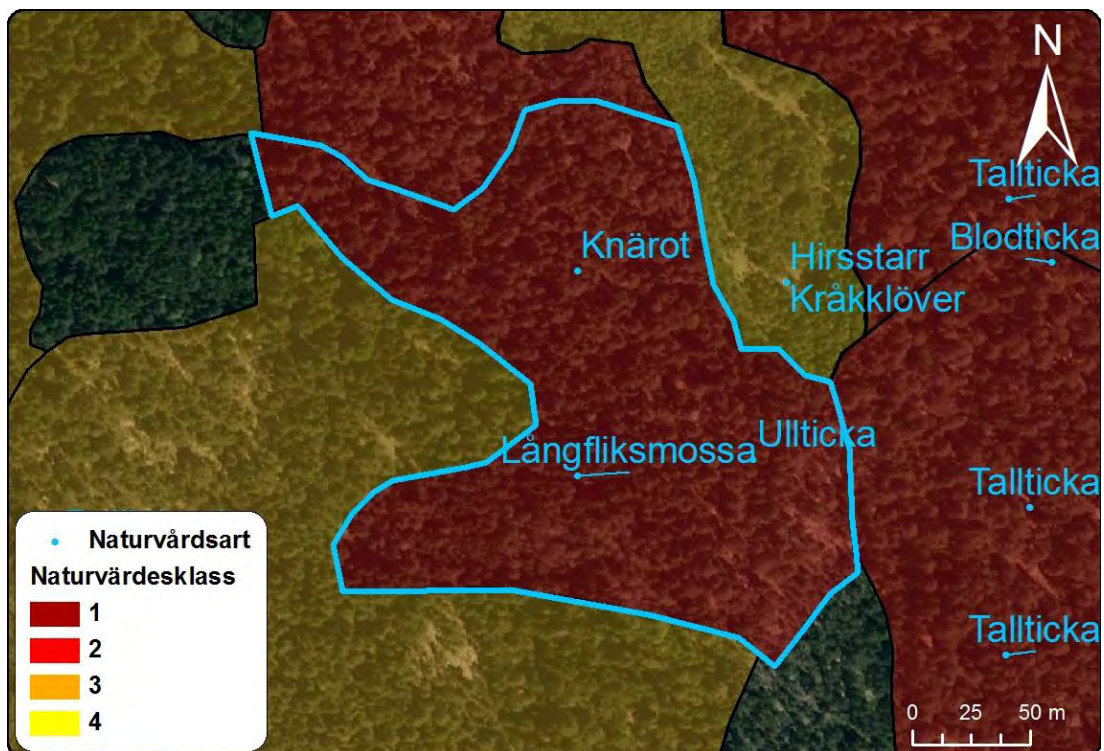 N
Tallticka
Blodticka
Knärot
Hirsstarr
Kråkklöver
Ullticka
Långfliksmossa
Tallticka
Tallticka
Naturvårdsart
Naturvärdesklass
1
2
3
4
0 25 50 m